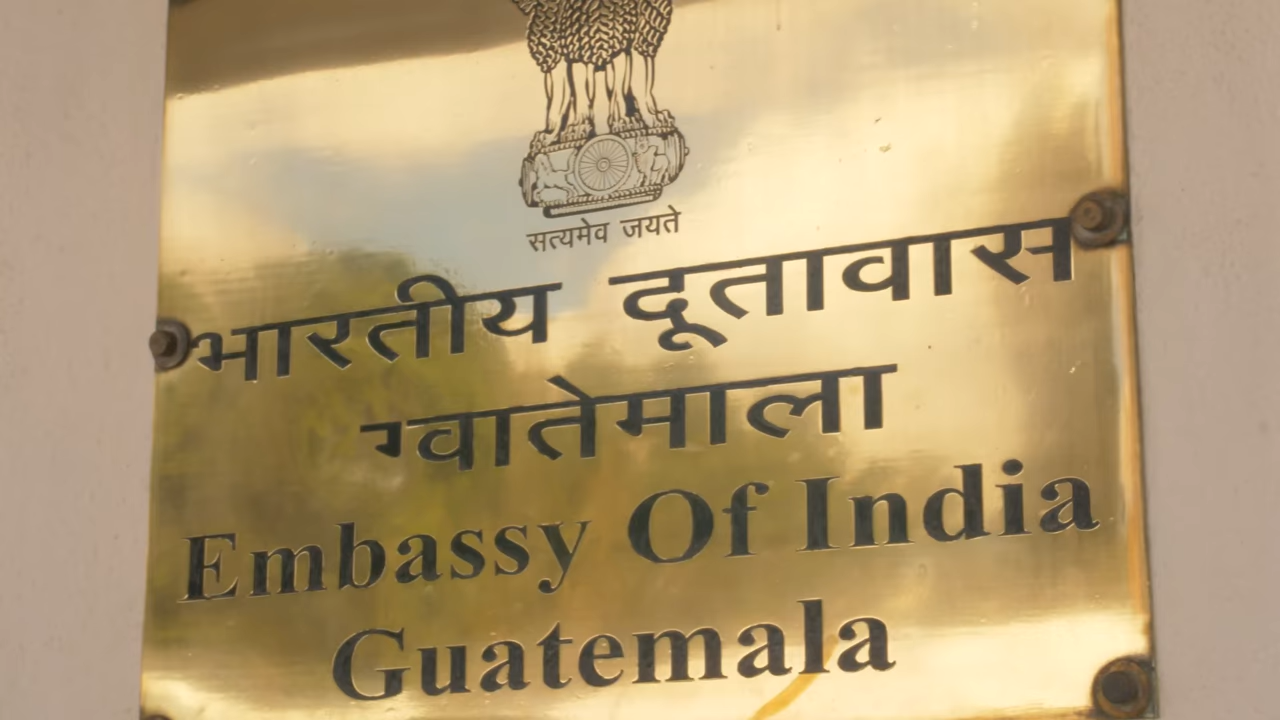 सत्यमेव जयते
भारतीय दूतावास
ग्वातेमाला
Embassy Of India
Guatemala